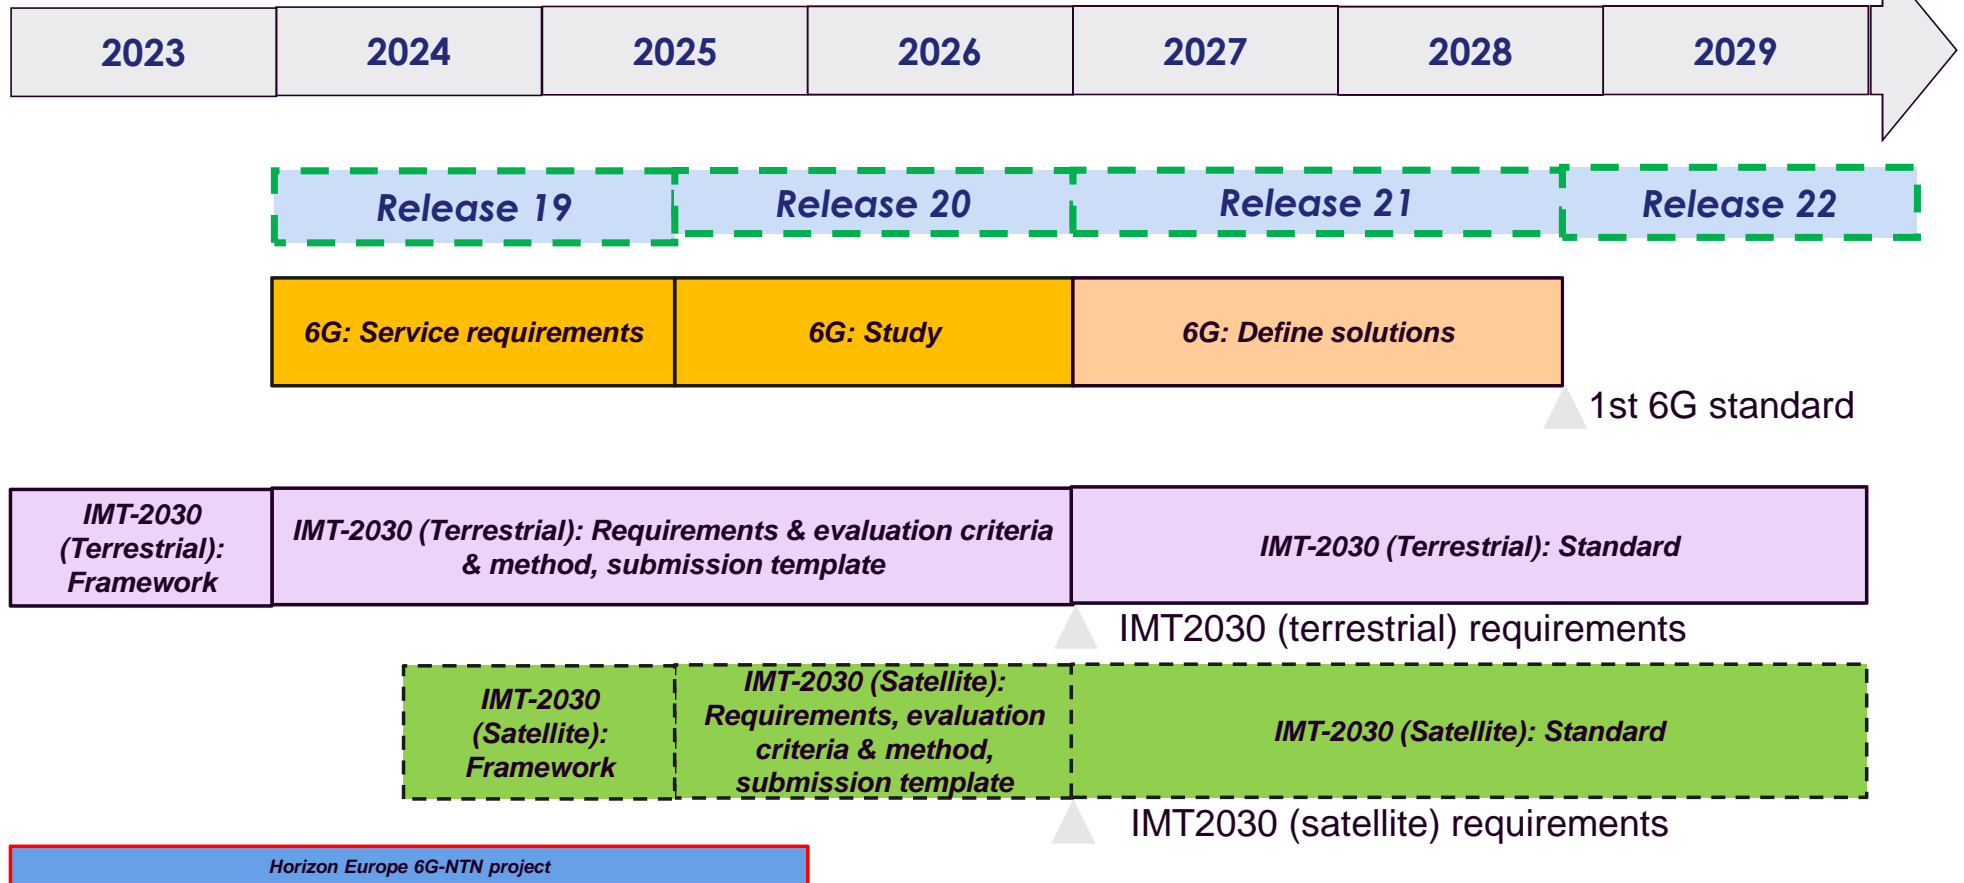 2023 2024 2025 2026 2027 2028 2029
Release 19 Release 20 Release 21 Release 22
6G: Service requirements 6G: Study 6G: Define solutions
1st 6G standard
IMT-2030
(Terrestrial):
Framework
IMT-2030 (Terrestrial): Requirements & evaluation criteria
& method, submission template
IMT-2030 (Terrestrial): Standard
IMT2030 (terrestrial) requirements
IMT-2030
(Satellite):
Framework
IMT-2030 (Satellite):
Requirements, evaluation
criteria & method,
submission template
IMT-2030 (Satellite): Standard
IMT2030 (satellite) requirements
Horizon Europe 6G-NTN project